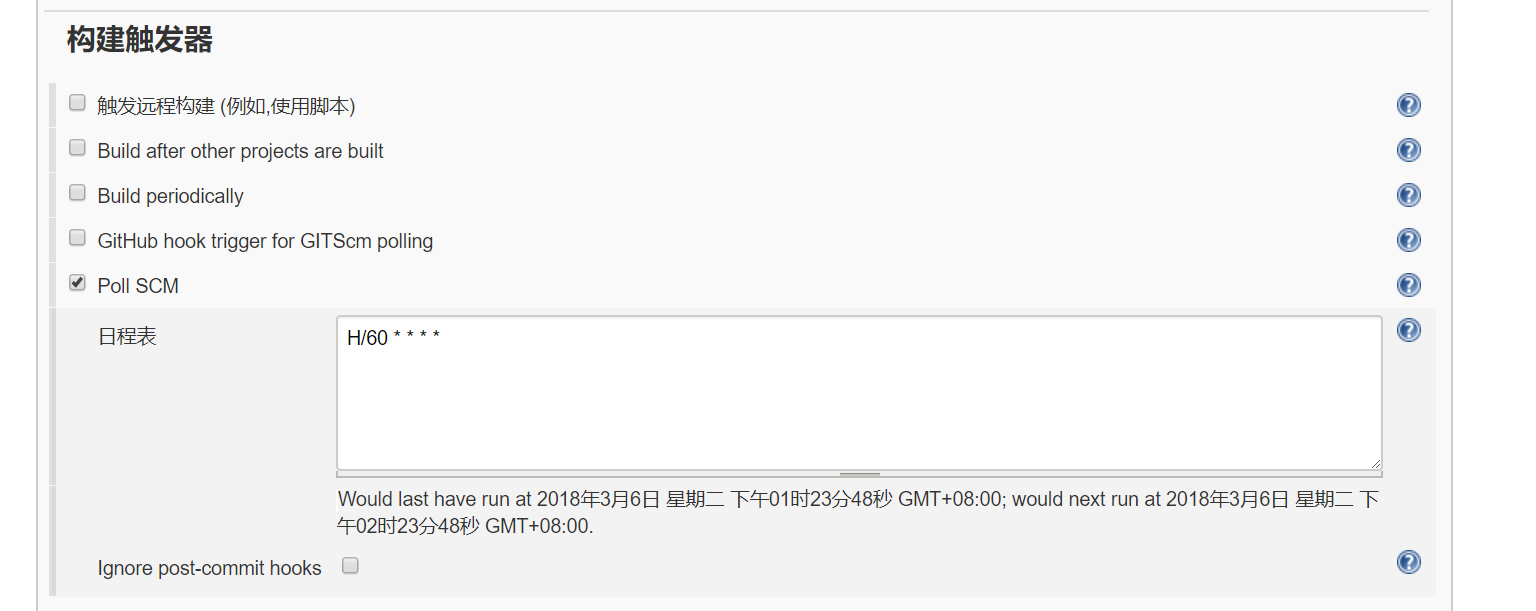 构建触发器
触发远程构建 (例如,使用脚本)
Build after other projects are built
Build periodically
GitHub hook trigger for GITScm polling
Poll SCM
日程表
H/60 * * * *
Would last have run at 2018年3月6日 星期二 下午01时23分48秒 GMT+08:00; would next run at 2018年3月6日 星期二 下
午02时23分48秒 GMT+08:00.
Ignore post-commit hooks